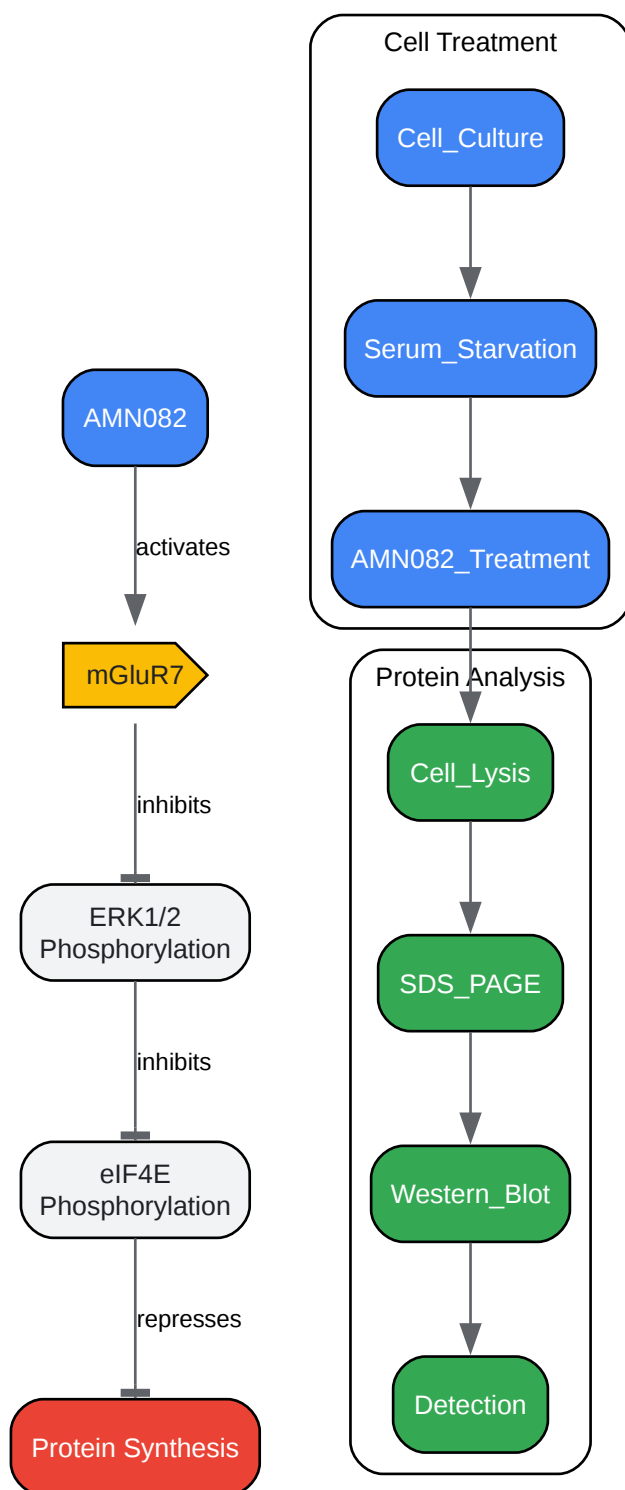 AMN082
activates
mGluR7
inhibits
ERK1/2
Phosphorylation
inhibits
eIF4E
Phosphorylation
represses
Protein Synthesis
Cell Treatment
Cell_Culture
Serum_Starvation
AMN082_Treatment
Protein Analysis
Cell_Lysis
SDS_PAGE
Western_Blot
Detection